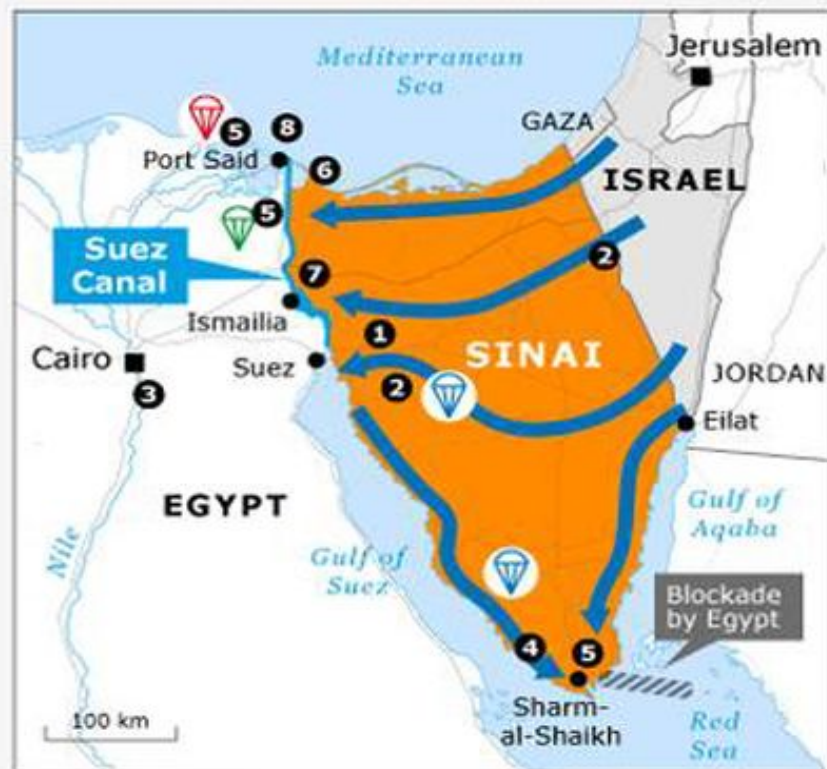 Mediterranean
Sea
Jerusalem
GAZA
5
8
Port Said
6
ISRAEL
5
Suez
Canal
2
7
Ismailia
1
SINAI
Cairo
Suez
2
JORDAN
3
Eilat
EGYPT
Gulf of
Aqaba
Nile
Gulf of
Suez
Blockade
by Egypt
4
5
100 km
Sharm-
al-Shaikh
Red
Sea